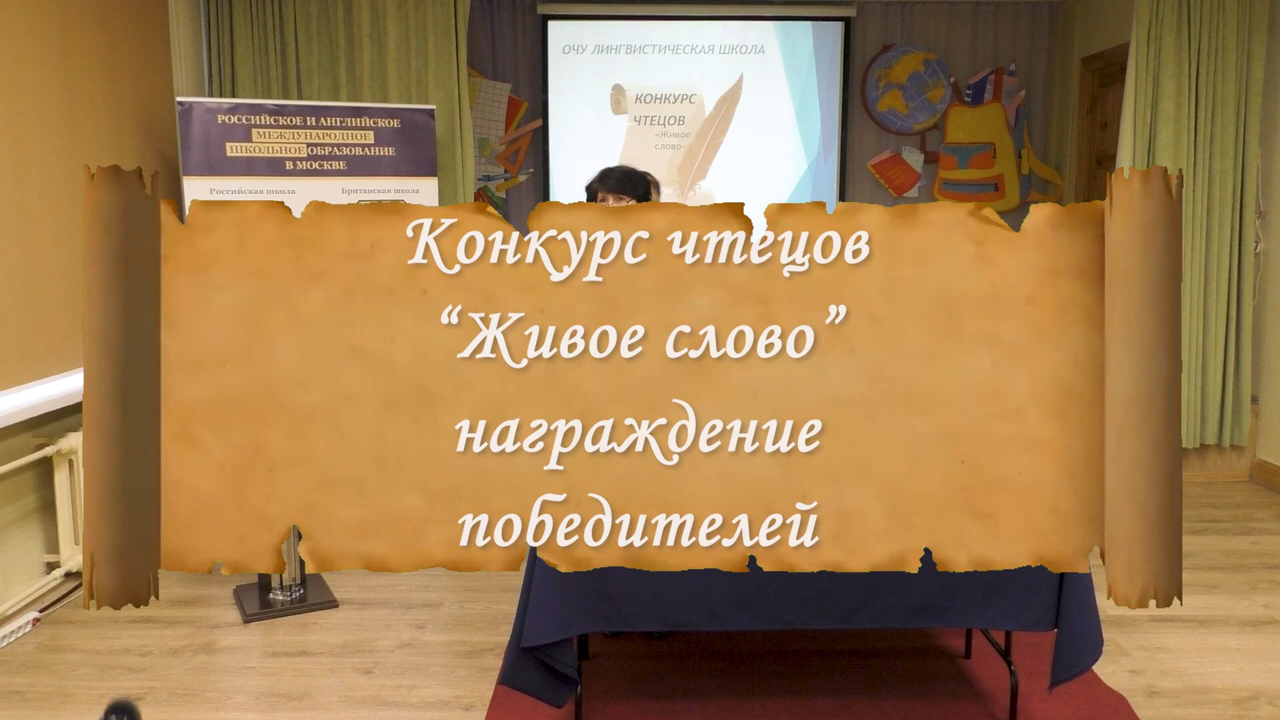 ОЧУ ЛИНГВИСТИЧЕСКАЯ ШКОЛА
КОНКУРС
ЧТЕЦОВ
«Живое
слово»
РОССИЙСКОЕ И АНГЛИЙСКОЕ
МЕЖДУНАРОДНОЕ
ШКОЛЬНОЕ ОБРАЗОВАНИЕ
В МОСКВЕ
Российская школа
Британская школа
Конкурс чтецов
“Живое слово”
награждение
победителей